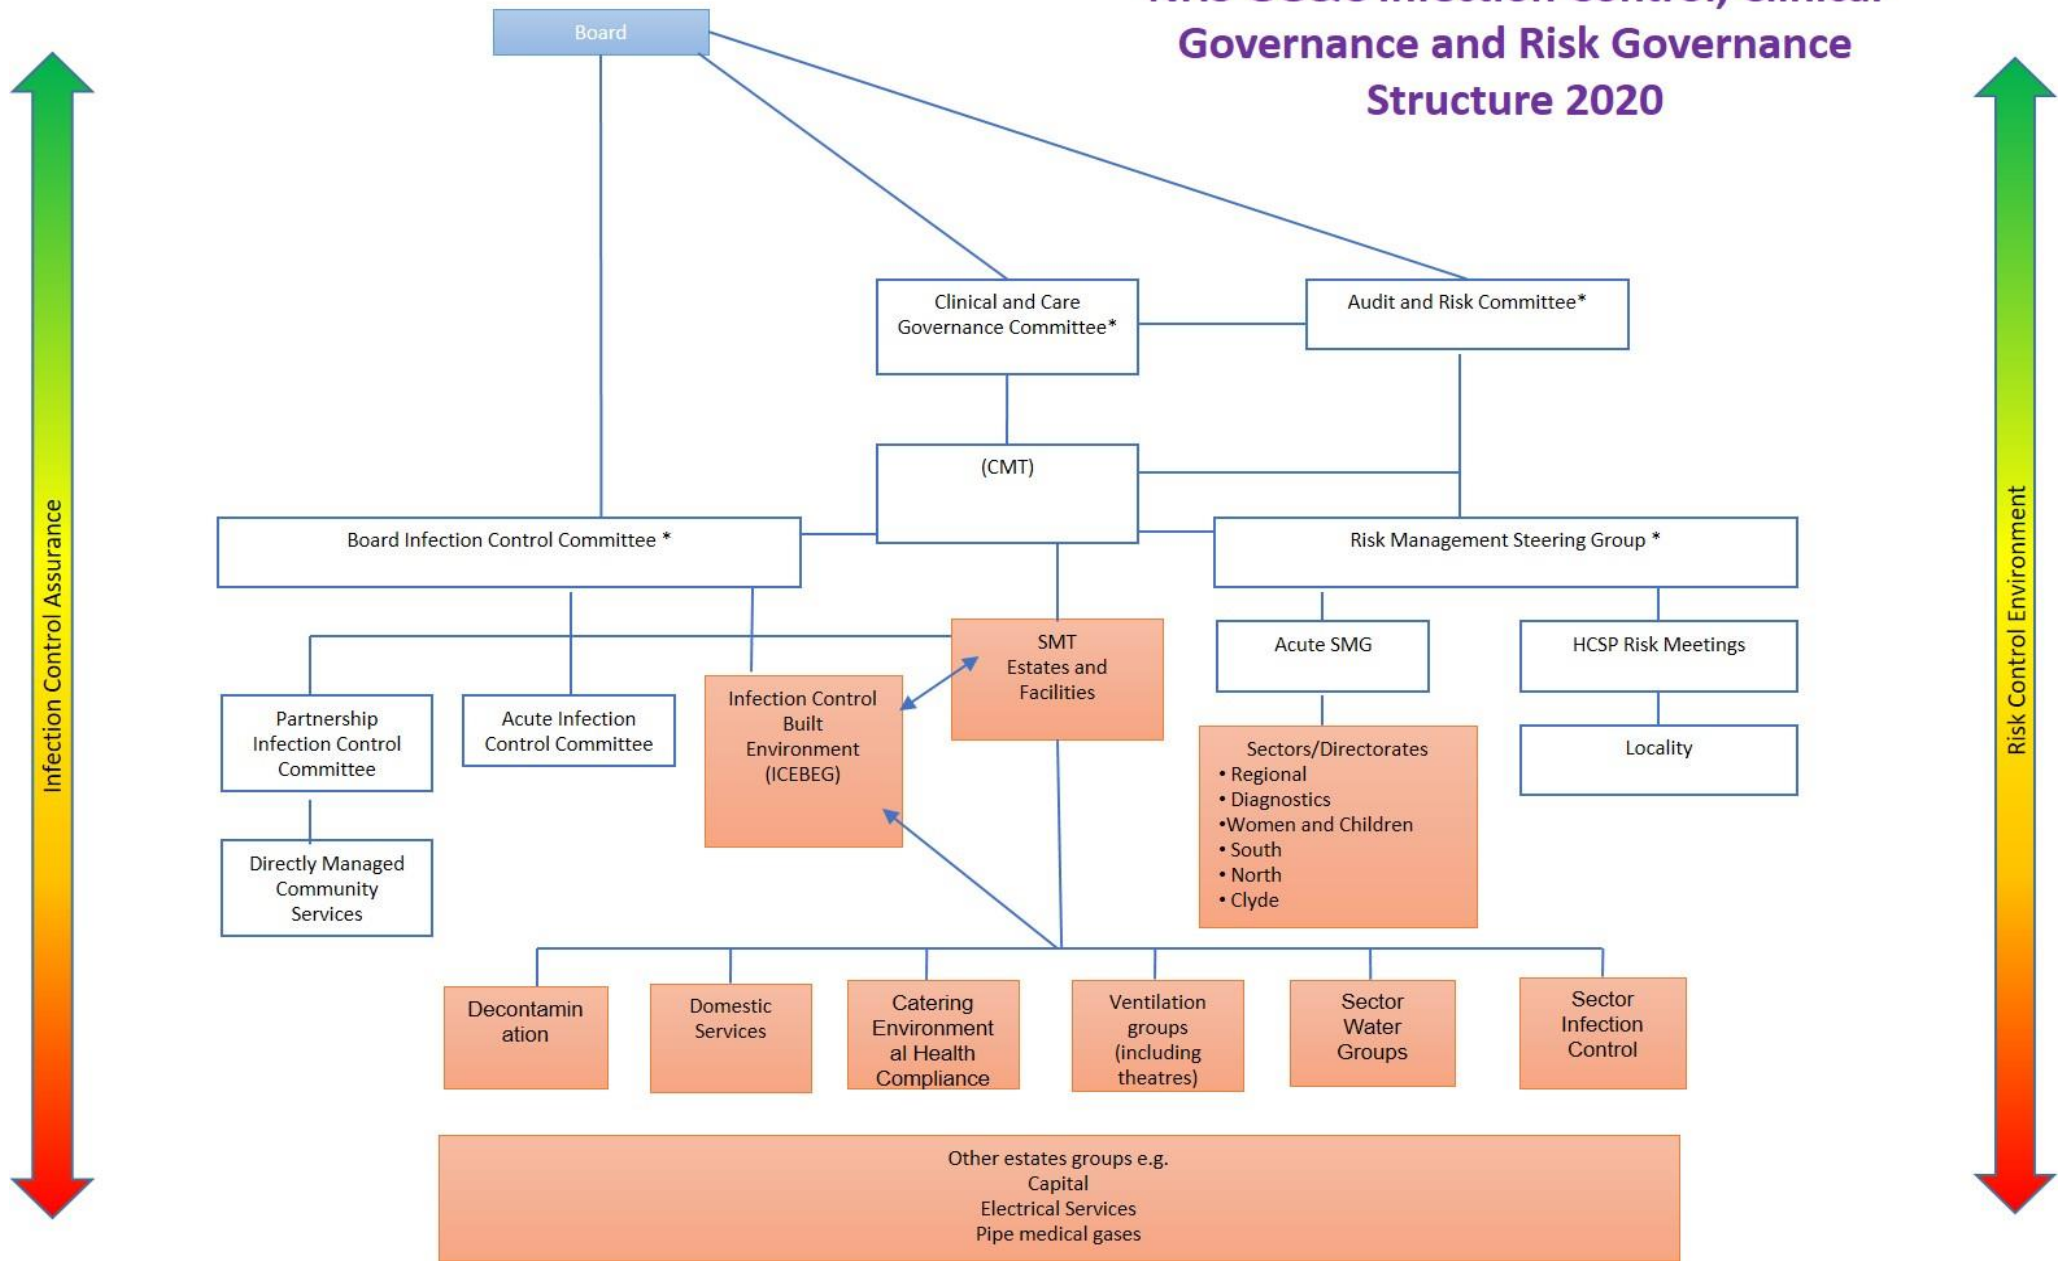 Governance and Risk Governance
Structure 2020
Board
Clinical and Care
Governance Committee*
Audit and Risk Committee*
(CMT)
Board Infection Control Committee *
Risk Management Steering Group *
Infection Control Assurance
Risk Control Environment
SMT
Estates and
Facilities
Acute SMG
HCSP Risk Meetings
Partnership
Infection Control
Committee
Acute Infection
Control Committee
Infection Control
Built
Environment
(ICEBEG)
Sectors/Directorates
• Regional
• Diagnostics
•Women and Children
• South
• North
• Clyde
Locality
Directly Managed
Community
Services
Decontamin
ation
Domestic
Services
Catering
Environment
al Health
Compliance
Ventilation
groups
(including
theatres)
Sector
Water
Groups
Sector
Infection
Control
Other estates groups e.g.
Capital
Electrical Services
Pipe medical gases